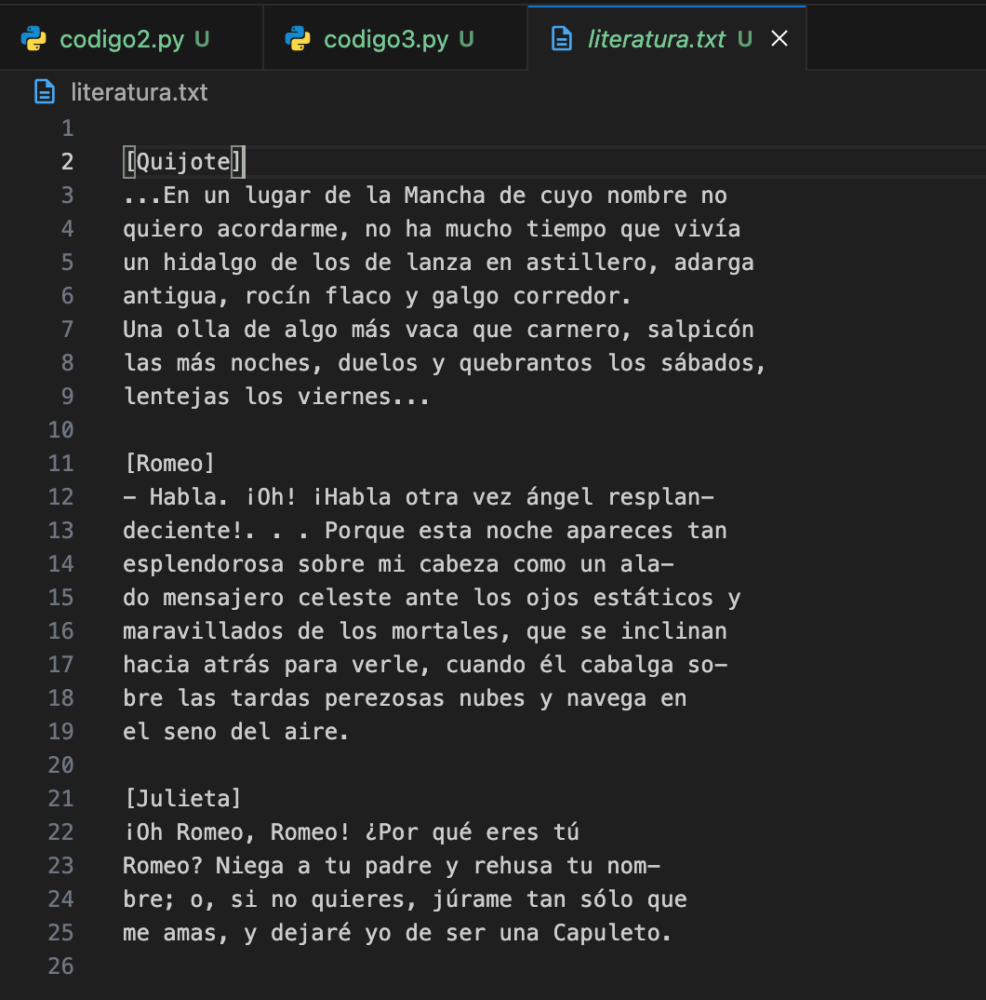 codigo2.py U codigo3.py U literatura.txt U
literatura.txt
1
2 [Quijote]
3 ...En un lugar de la Mancha de cuyo nombre no
4 quiero acordarme, no ha mucho tiempo que vivía
5 un hidalgo de los de lanza en astillero, adarga
6 antigua, rocín flaco y galgo corredor.
7 Una olla de algo más vaca que carnero, salpicón
8 las más noches, duelos y quebrantos los sábados,
9 lentejas los viernes...
10
11 [Romeo]
12 - Habla. ¡Oh! ¡Habla otra vez ángel resplan-
13 deciente!. . . Porque esta noche apareces tan
14 esplendorosa sobre mi cabeza como un ala-
15 do mensajero celeste ante los ojos estáticos y
16 maravillados de los mortales, que se inclinan
17 hacia atrás para verle, cuando él cabalga so-
18 bre las tardas perezosas nubes y navega en
19 el seno del aire.
20
21 [Julieta]
22 ¡Oh Romeo, Romeo! ¿Por qué eres tú
23 Romeo? Niega a tu padre y rehusa tu nom-
24 bre; o, si no quieres, júrame tan sólo que
25 me amas, y dejaré yo de ser una Capuleto.
26